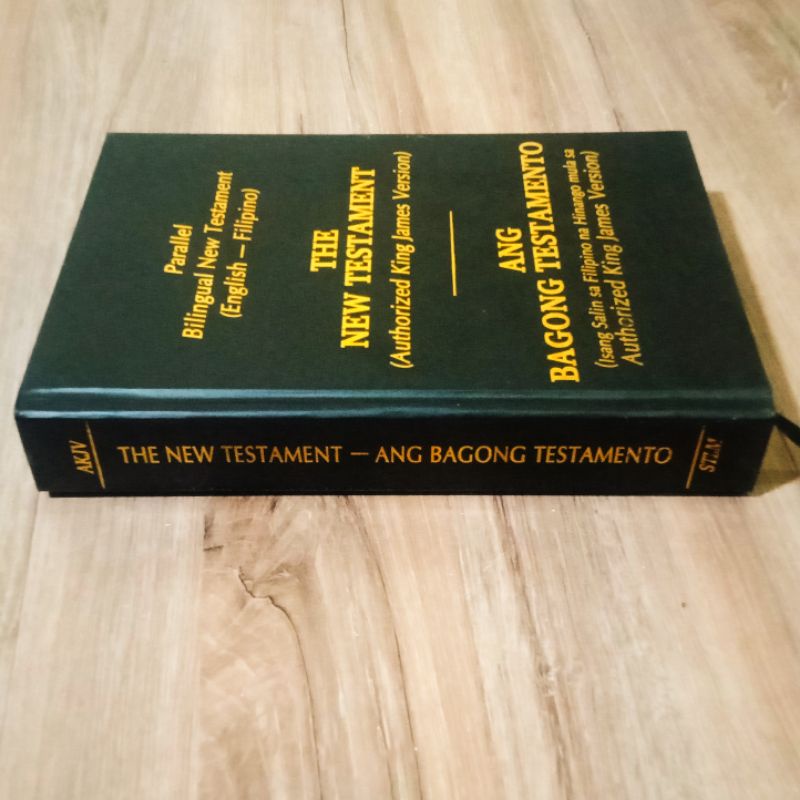 Parallel
Bilingual New Testament
(English – Filipino)
THE
NEW TESTAMENT
(Authorized King James Version)
ANG
BAGONG TESTAMENTO
(Isang Salin sa Filipino na Hinango mula sa
Authorized King James Version)
AKJV
THE NEW TESTAMENT – ANG BAGONG TESTAMENTO